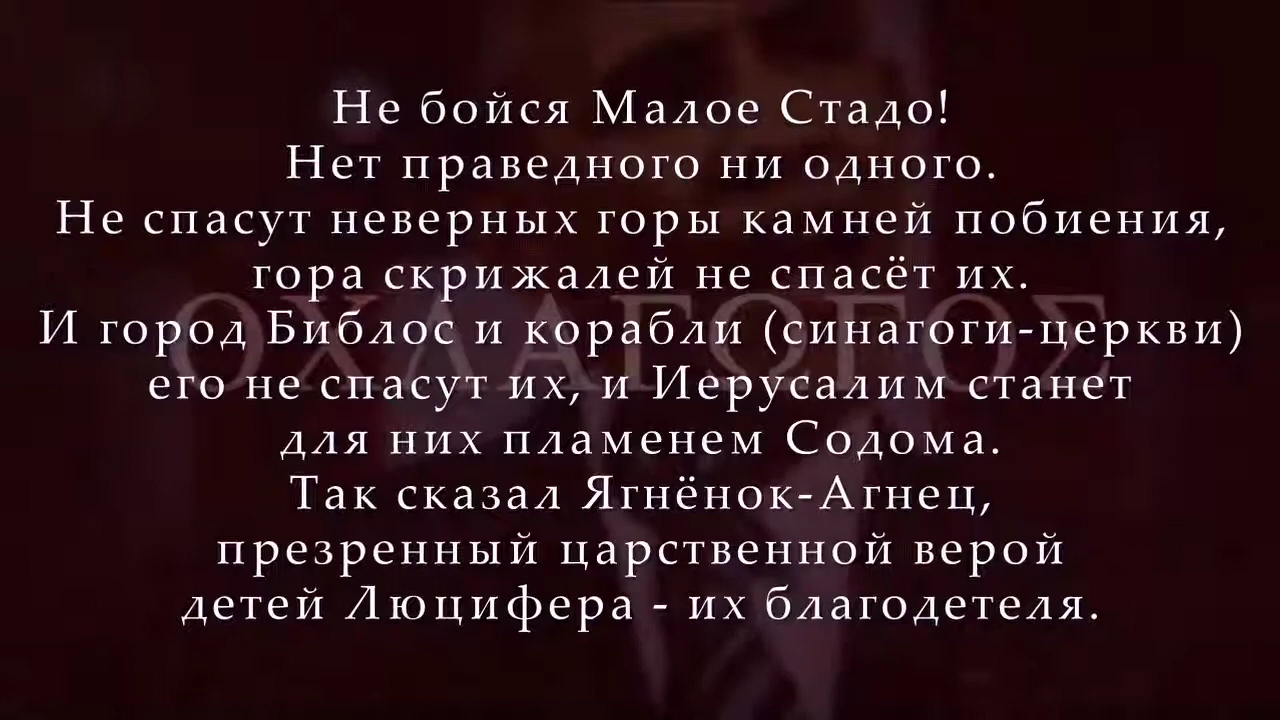 Не бойся Малое Стадо!
Нет праведного ни одного.
Не спасут неверных горы камней побиения,
гора скрижалей не спасёт их.
И город Библос и корабли (синагоги-церкви)
его не спасут их, и Иерусалим станет
для них пламенем Содома.
Так сказал Ягнёнок-Агнец,
презренный царственной верой
детей Люцифера - их благодетеля.
ΟΧΛΑΓΩΓΟΣ